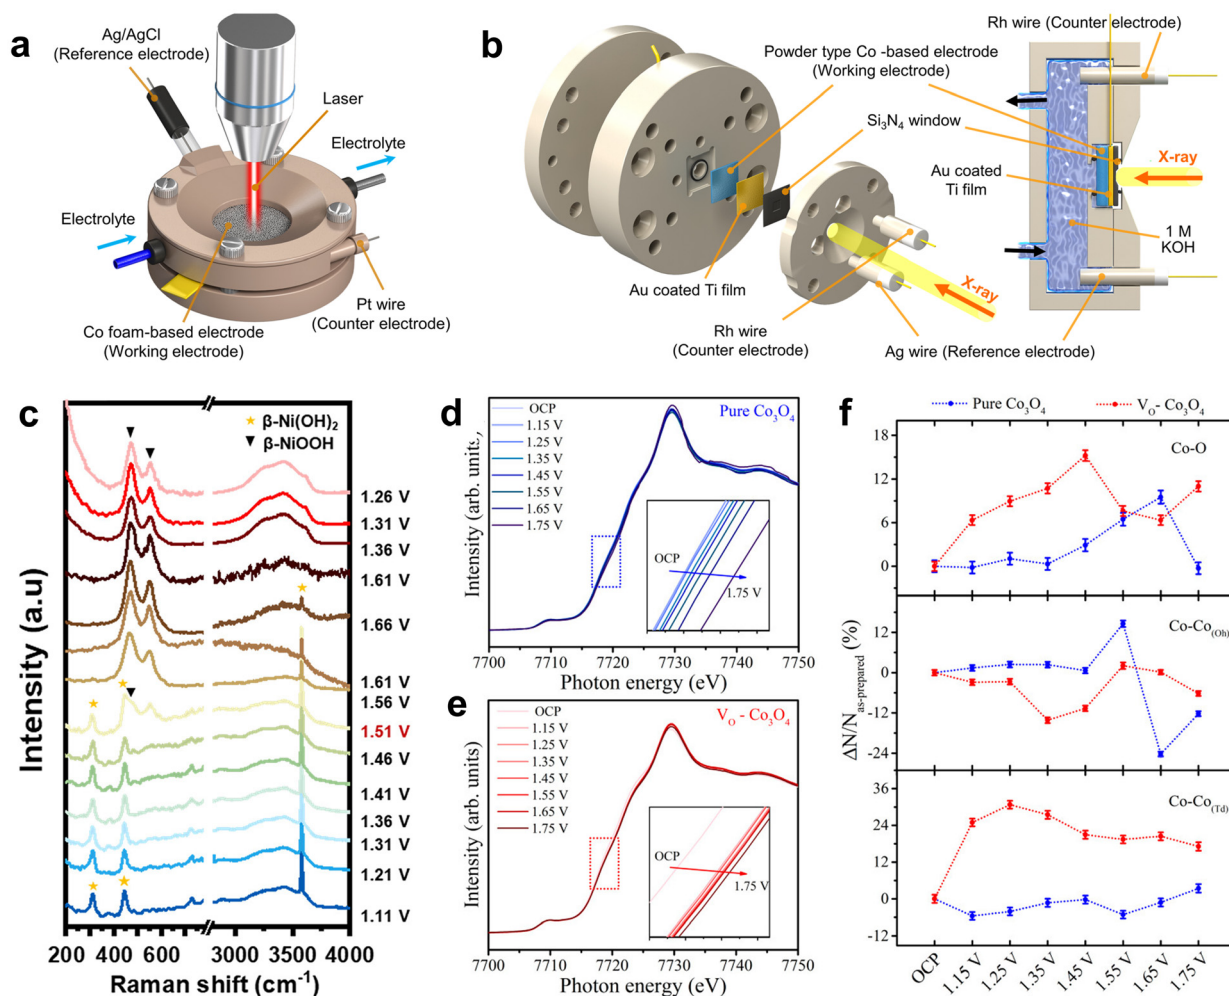 a
Ag/AgCl
(Reference electrode)
Laser
Electrolyte
Electrolyte
Pt wire
(Counter electrode)
Co foam-based electrode
(Working electrode)
b
Rh wire (Counter electrode)
Powder type Co -based electrode
(Working electrode)
Si₃N₄ window
X-ray
Au coated
Ti film
1 M
KOH
Au coated Ti film
X-ray
Rh wire
(Counter electrode)
Ag wire (Reference electrode)
c
β-Ni(OH)₂
β-NiOOH
1.26 V
1.31 V
1.36 V
1.61 V
1.66 V
1.61 V
1.56 V
1.51 V
1.46 V
1.41 V
1.36 V
1.31 V
1.21 V
1.11 V
Intensity (a.u)
200 400 600 3000 3500 4000
Raman shift (cm⁻¹)
d
Pure Co₃O₄
OCP
1.15 V
1.25 V
1.35 V
1.45 V
1.55 V
1.65 V
1.75 V
OCP
1.75 V
Intensity (arb. units)
7700 7710 7720 7730 7740 7750
Photon energy (eV)
e
V_O - Co₃O₄
OCP
1.15 V
1.25 V
1.35 V
1.45 V
1.55 V
1.65 V
1.75 V
OCP
1.75 V
Intensity (arb. units)
7700 7710 7720 7730 7740 7750
Photon energy (eV)
f
Pure Co₃O₄ V_O - Co₃O₄
Co-O
18
12
6
0
Co-Co(Oh)
12
0
-12
-24
Co-Co(Td)
36
24
12
0
-12
ΔN/N as-prepared (%)
OCP 1.15 V 1.25 V 1.35 V 1.45 V 1.55 V 1.65 V 1.75 V